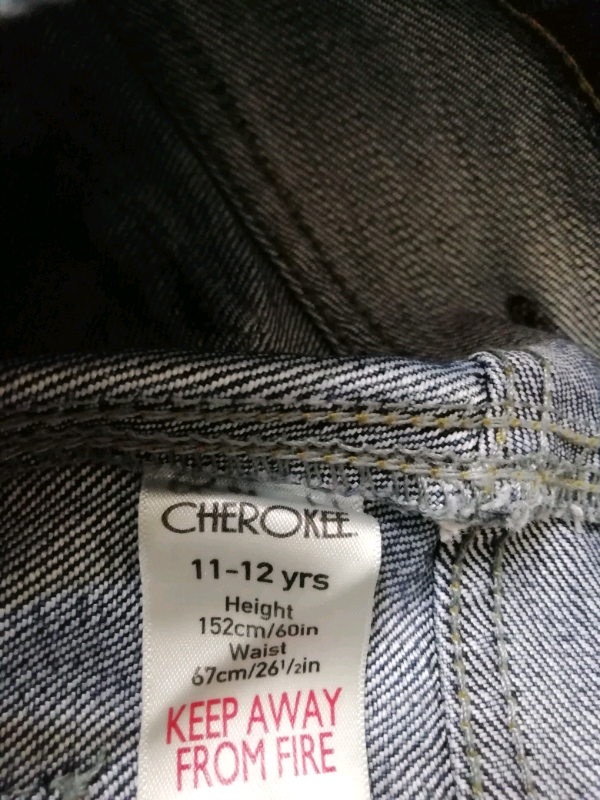 CHEROKEE
11-12 yrs
Height
152cm/60in
Waist
67cm/26¹/₂in
KEEP AWAY
FROM FIRE